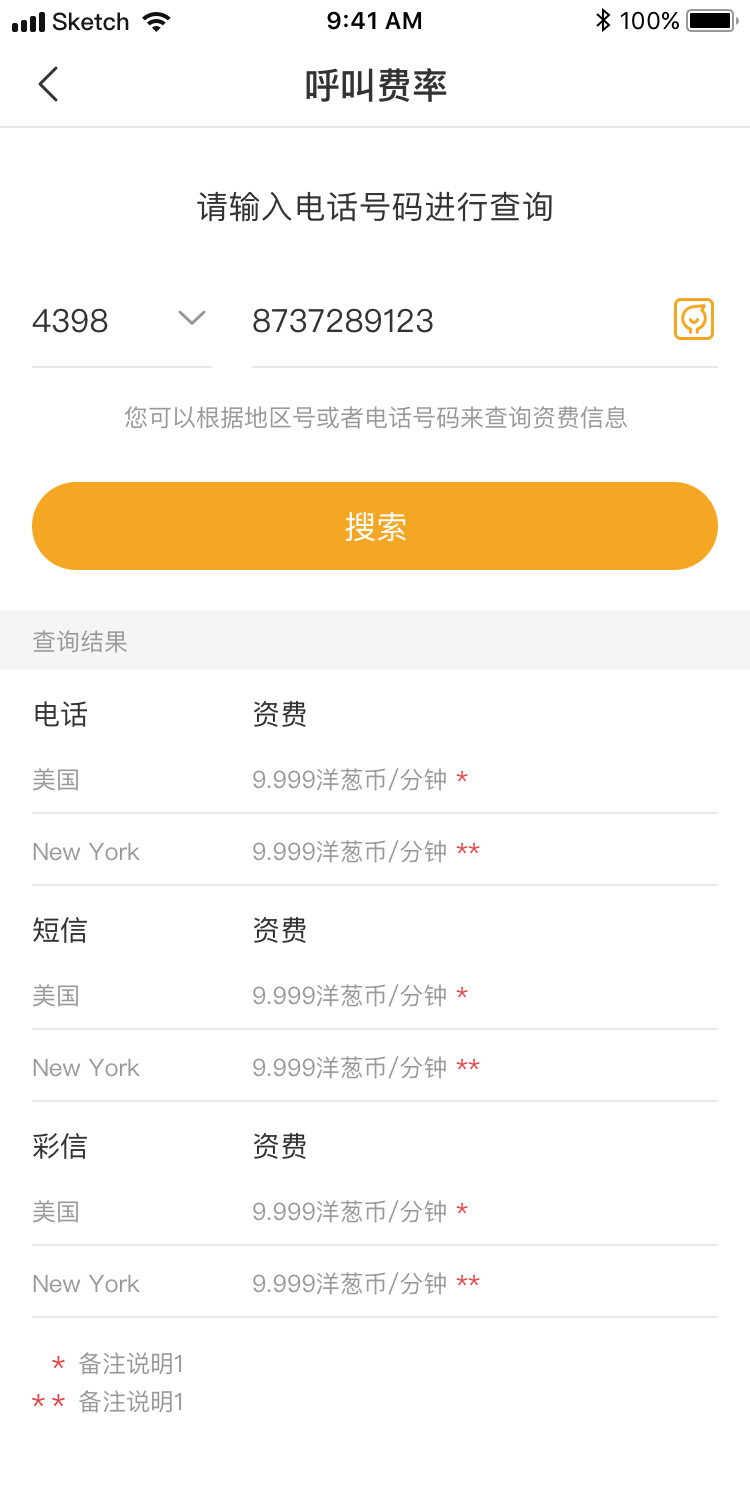 Sketch 9:41 AM 100%
呼叫费率
请输入电话号码进行查询
4398 8737289123
您可以根据地区号或者电话号码来查询资费信息
搜索
查询结果
电话 资费
美国 9.999洋葱币/分钟 *
New York 9.999洋葱币/分钟 **
短信 资费
美国 9.999洋葱币/分钟 *
New York 9.999洋葱币/分钟 **
彩信 资费
美国 9.999洋葱币/分钟 *
New York 9.999洋葱币/分钟 **
* 备注说明1
** 备注说明1